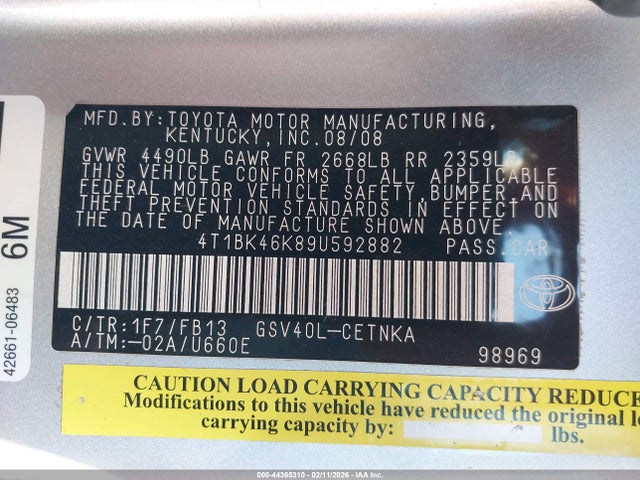 MFD.BY:TOYOTA MOTOR MANUFACTURING,
KENTUCKY, INC. 08/08
GVWR 4490LB GAWR FR 2668LB RR 2359LB
THIS VEHICLE CONFORMS TO ALL APPLICABLE
FEDERAL MOTOR VEHICLE SAFETY, BUMPER, AND
THEFT PREVENTION STANDARDS IN EFFECT ON
THE DATE OF MANUFACTURE SHOWN ABOVE.
4T1BK46K89U592882 PASS.CAR
C/TR:1F7/FB13 GSV40L-CETNKA
A/TM:-02A/U660E 98969
42661-06483 6M
CAUTION LOAD CARRYING CAPACITY REDUCE
Modifications to this vehicle have reduced the original lo
carrying capacity by: lbs.
000-44365310 - 02/11/2026 - IAA Inc.